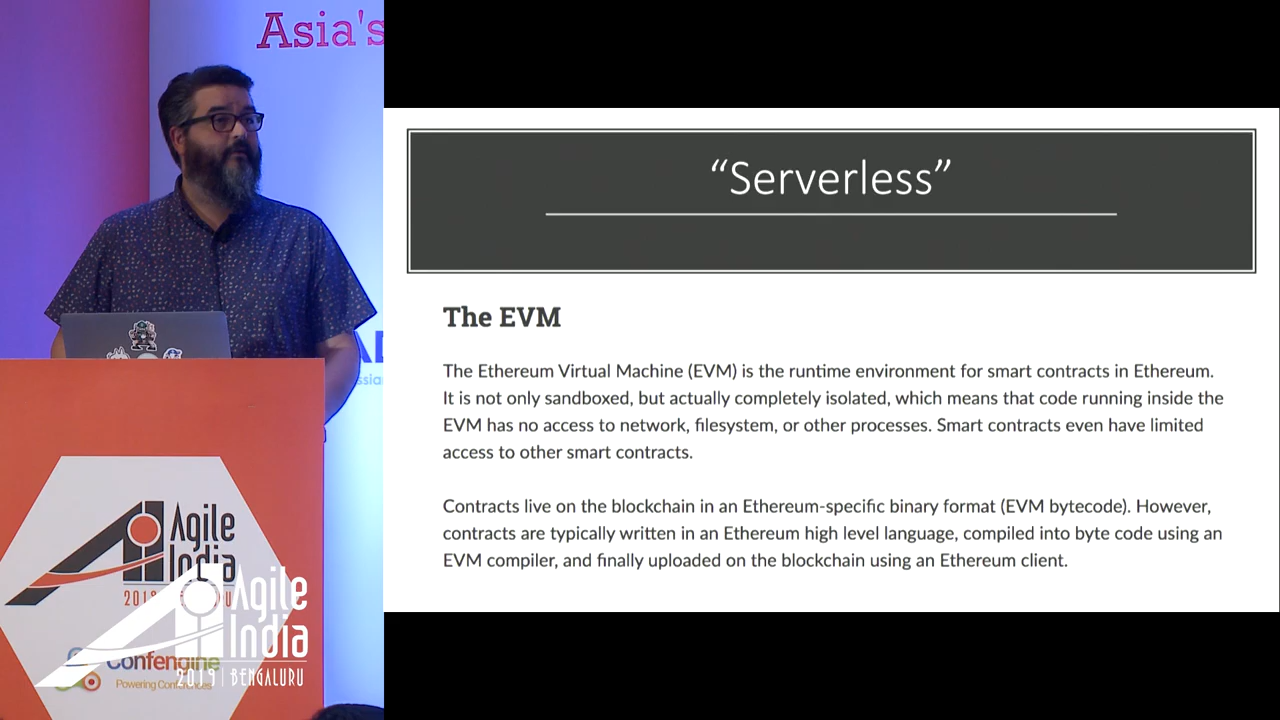 Asia's
“Serverless”
The EVM
The Ethereum Virtual Machine (EVM) is the runtime environment for smart contracts in Ethereum.
It is not only sandboxed, but actually completely isolated, which means that code running inside the
EVM has no access to network, filesystem, or other processes. Smart contracts even have limited
access to other smart contracts.
Contracts live on the blockchain in an Ethereum-specific binary format (EVM bytecode). However,
contracts are typically written in an Ethereum high level language, compiled into byte code using an
EVM compiler, and finally uploaded on the blockchain using an Ethereum client.
Agile
India
Agile
India
2019 | BENGALURU
Confengine
Powering Conferences